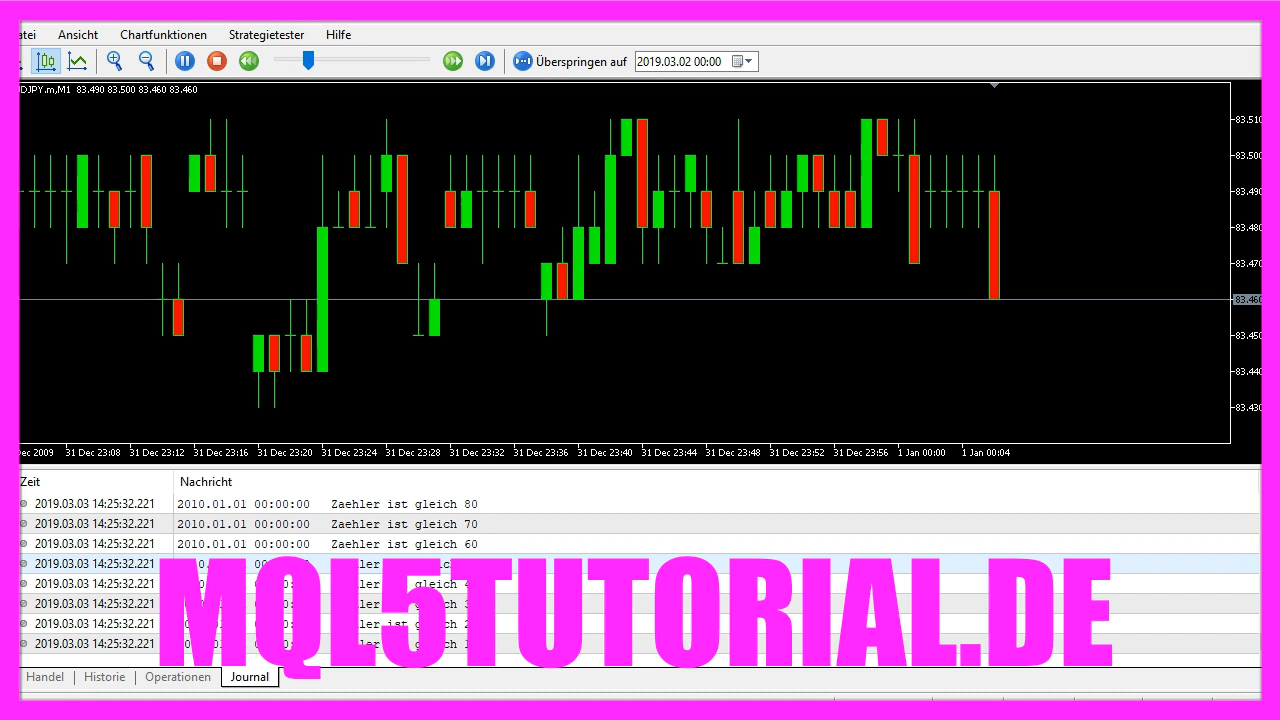 atei Ansicht Chartfunktionen Strategietester Hilfe
Überspringen auf 2019.03.02 00:00
DJPY.m,M1 83.490 83.500 83.460 83.460
83.510
83.500
83.490
83.480
83.470
83.460
83.450
83.440
83.430
ec 2009 31 Dec 23:08 31 Dec 23:12 31 Dec 23:16 31 Dec 23:20 31 Dec 23:24 31 Dec 23:28 31 Dec 23:32 31 Dec 23:36 31 Dec 23:40 31 Dec 23:44 31 Dec 23:48 31 Dec 23:52 31 Dec 23:56 1 Jan 00:00 1 Jan 00:04
Zeit Nachricht
2019.03.03 14:25:32.221 2010.01.01 00:00:00 Zaehler ist gleich 80
2019.03.03 14:25:32.221 2010.01.01 00:00:00 Zaehler ist gleich 70
2019.03.03 14:25:32.221 2010.01.01 00:00:00 Zaehler ist gleich 60
2019.03.03 14:25:32.221
2019.03.03 14:25:32.221 gleich
2019.03.03 14:25:32.221 gleich
2019.03.03 14:25:32.221 gleich
2019.03.03 14:25:32.221 gleich
MQL5TUTORIAL.DE
Handel Historie Operationen Journal